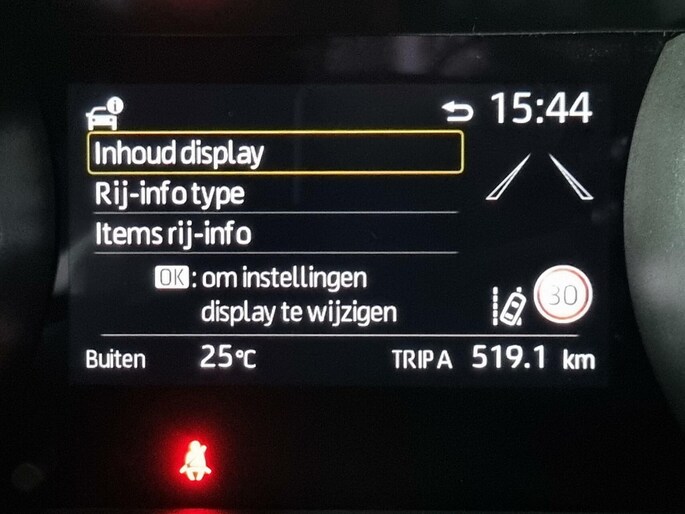 15:44
Inhoud display
Rij-info type
Items rij-info
OK : om instellingen
display te wijzigen
30
Buiten 25°C TRIP A 519.1 km